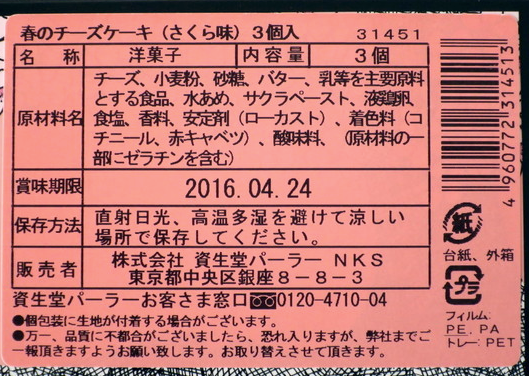 春のチーズケーキ(さくら味)3個入 31451
名称 洋菓子 内容量 3個
原材料名 チーズ、小麦粉、砂糖、バター、乳等を主要原料
とする食品、水あめ、サクラペースト、液鶏卵、
食塩、香料、安定剤(ローカスト)、着色料(コ
チニール、赤キャベツ)、酸味料、(原材料の一
部にゼラチンを含む)
賞味期限 2016.04.24
保存方法 直射日光、高温多湿を避けて涼しい
場所で保存してください。
販売者 株式会社 資生堂パーラー NKS
東京都中央区銀座8-8-3
資生堂パーラーお客さま窓口 0120-4710-04
●個包装に生地が付着する場合がございます。
●万一、品質に不都合がございましたら、恐れ入りますが、弊社までご
一報頂きますようお願い致します。お取り替えさせて頂きます。
4960772314513
紙
台紙、外箱
プラ
フィルム:
PE,PA
トレー:PET